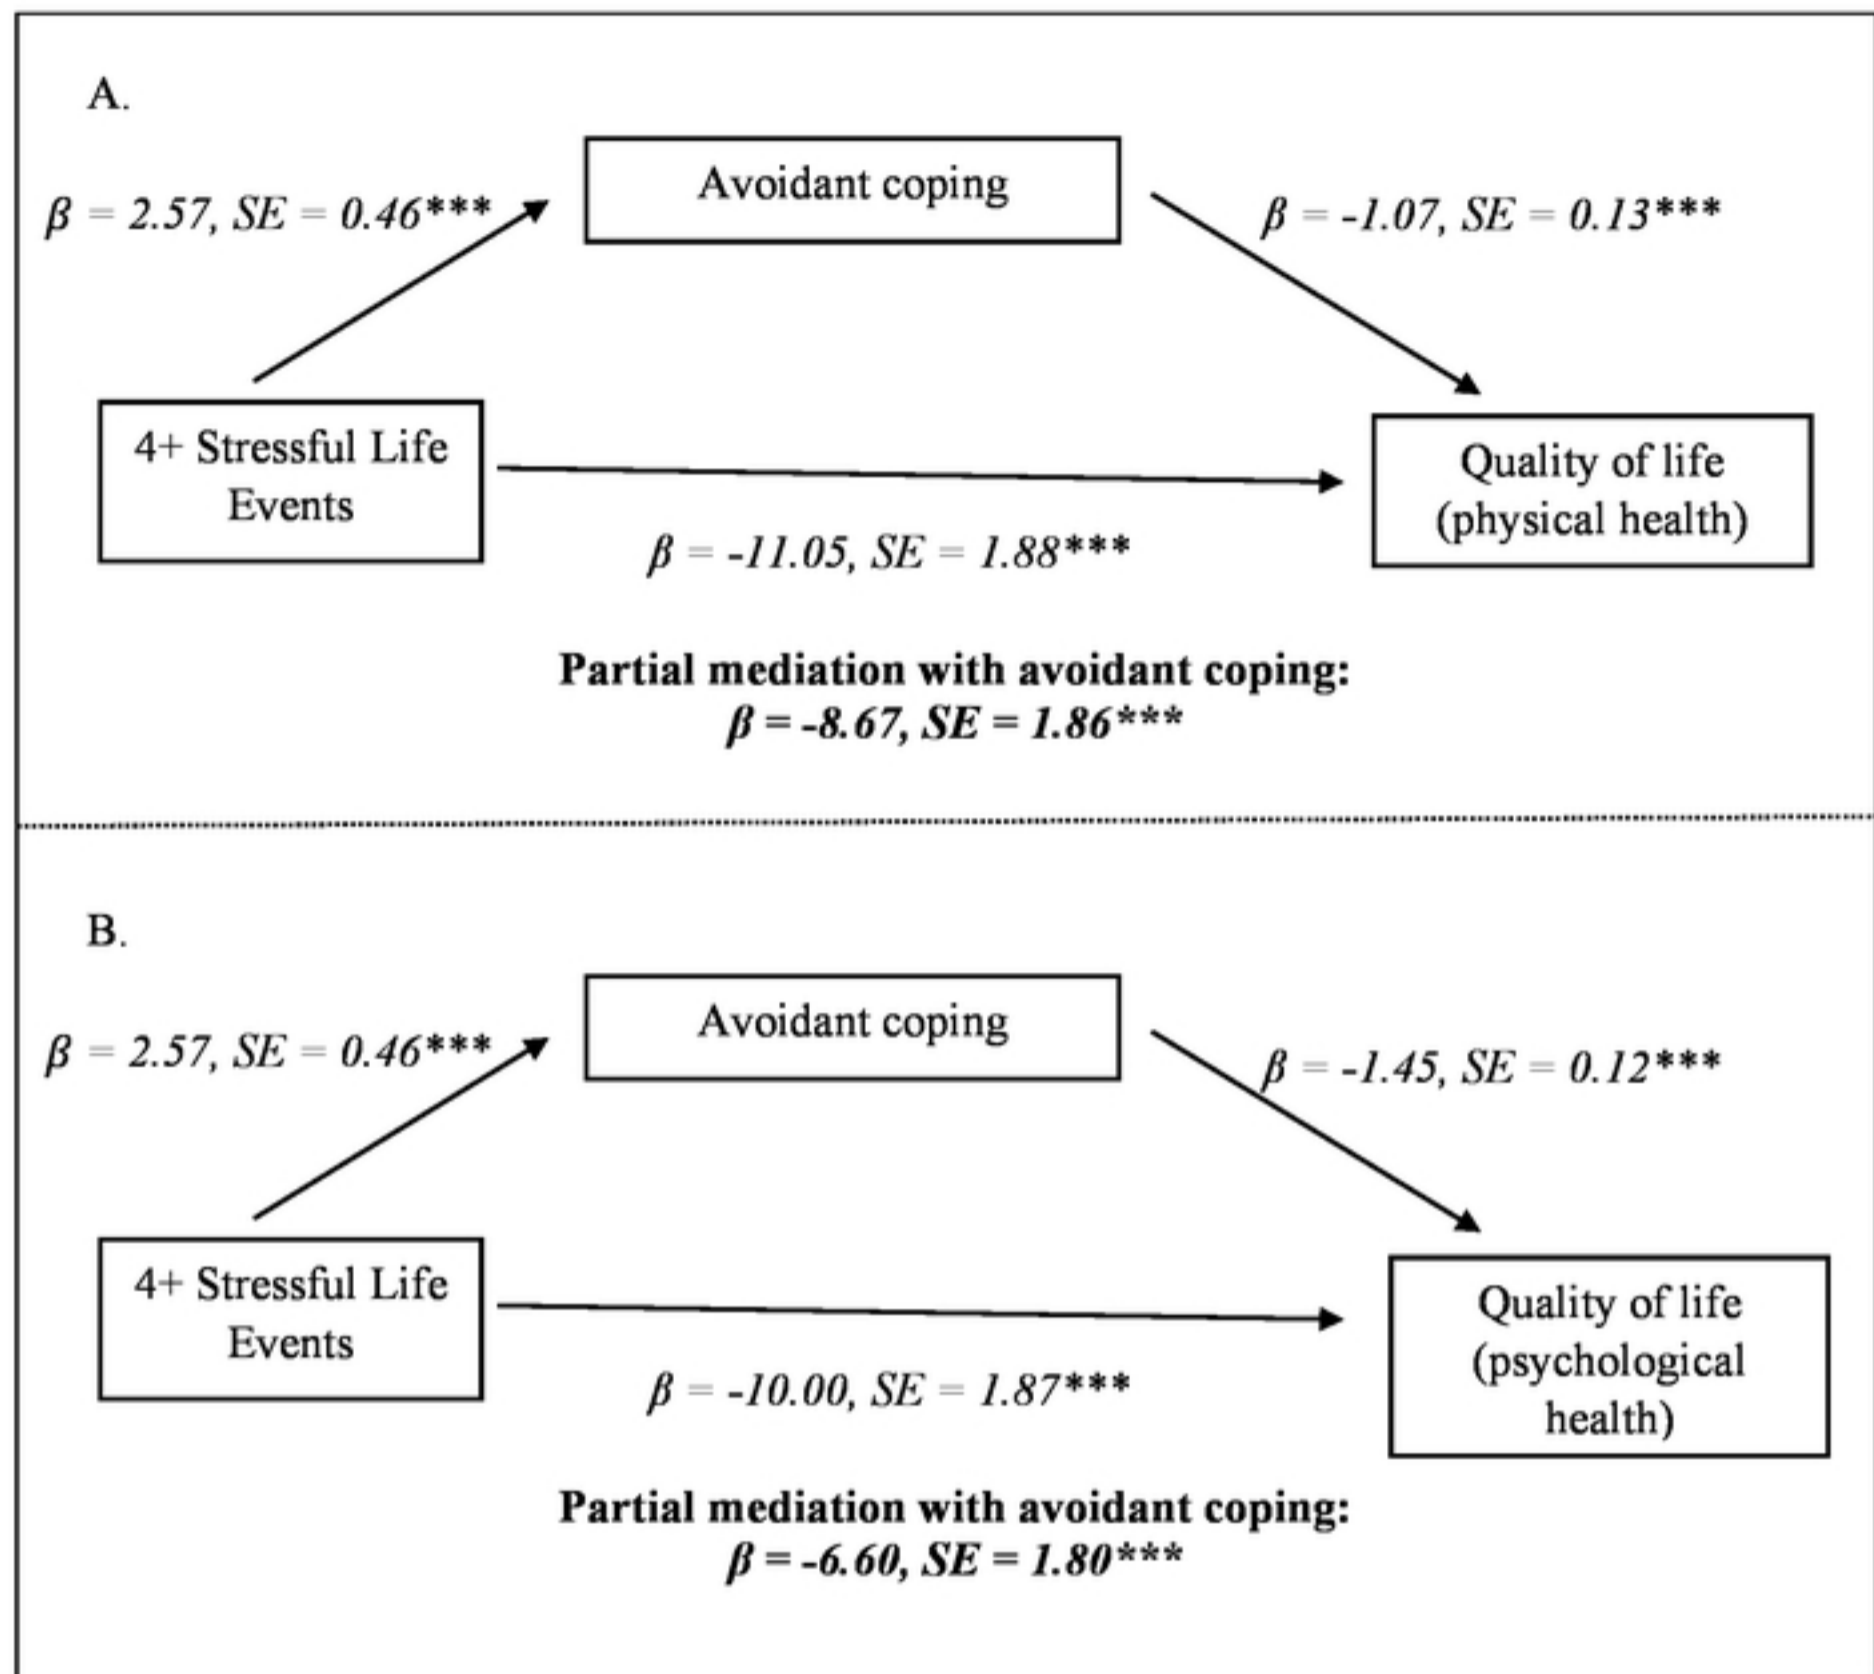 A.
Avoidant coping
β = 2.57, SE = 0.46***
β = -1.07, SE = 0.13***
4+ Stressful Life
Events
Quality of life
(physical health)
β = -11.05, SE = 1.88***
Partial mediation with avoidant coping:
β = -8.67, SE = 1.86***
B.
Avoidant coping
β = 2.57, SE = 0.46***
β = -1.45, SE = 0.12***
4+ Stressful Life
Events
Quality of life
(psychological
health)
β = -10.00, SE = 1.87***
Partial mediation with avoidant coping:
β = -6.60, SE = 1.80***